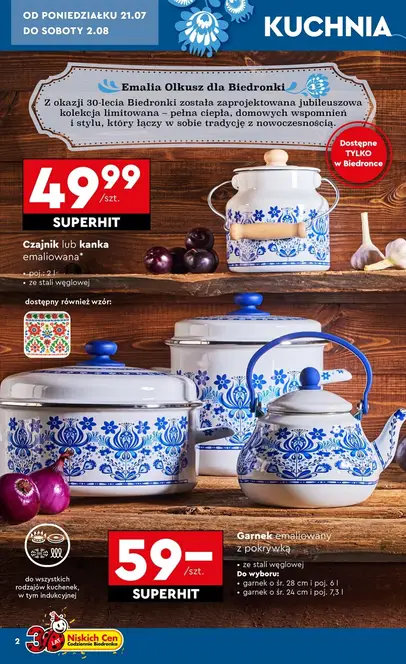 OD PONIEDZIAŁKU 21.07
DO SOBOTY 2.08
KUCHNIA
Emalia Olkusz dla Biedronki
Z okazji 30-lecia Biedronki została zaprojektowana jubileuszowa
kolekcja limitowana – pełna ciepła, domowych wspomnień
i stylu, który łączy w sobie tradycję z nowoczesnością.
Dostępne
TYLKO
w Biedronce
49 99
/szt.
SUPERHIT
Czajnik lub kanka
emaliowana*
• poj.: 2 l
• ze stali węglowej
dostępny również wzór:
Garnek emaliowany
z pokrywką
• ze stali węglowej
Do wyboru:
• garnek o śr. 28 cm i poj. 6 l
• garnek o śr. 24 cm i poj. 7,3 l
59–
/szt.
SUPERHIT
do wszystkich
rodzajów kuchenek,
w tym indukcyjnej
2
30 LAT
Niskich Cen
Codziennie Biedronka